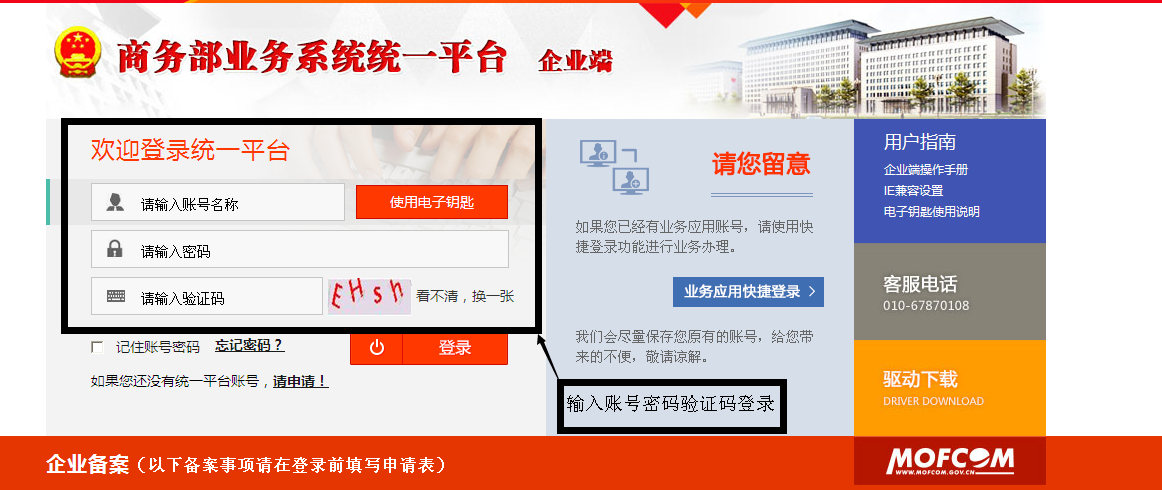 商务部业务系统统一平台 企业端
欢迎登录统一平台
请输入账号名称
使用电子钥匙
请输入密码
请输入验证码
EHsh
看不清，换一张
记住账号密码 忘记密码？
登录
如果您还没有统一平台账号，请申请！
请您留意
如果您已经有业务应用账号，请使用快
捷登录功能进行业务办理。
业务应用快捷登录
我们会尽量保存您原有的账号，给您带
来的不便，敬请谅解。
输入账号密码验证码登录
用户指南
企业端操作手册
IE兼容设置
电子钥匙使用说明
客服电话
010-67870108
驱动下载
DRIVER DOWNLOAD
企业备案（以下备案事项请在登录前填写申请表）
MOFCOM
WWW.MOFCOM.GOV.CN